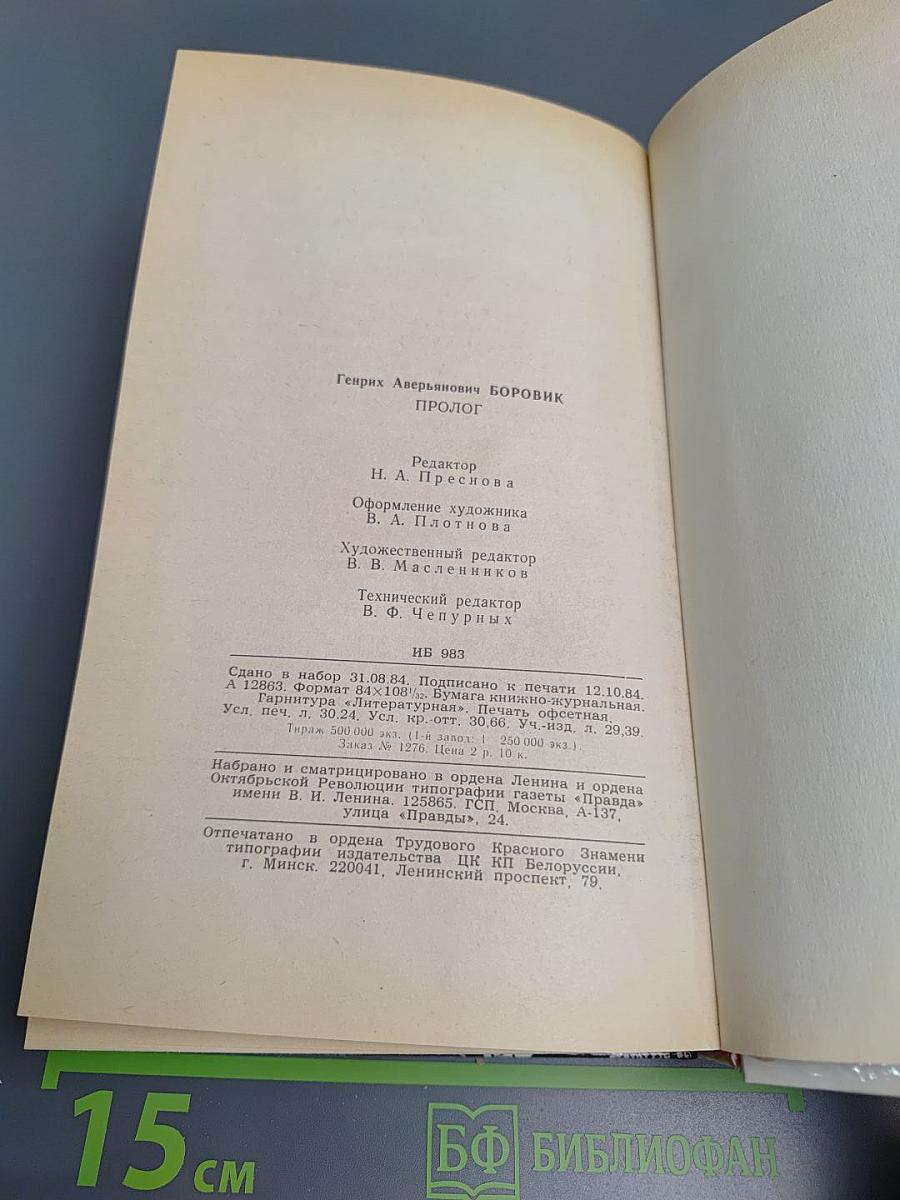 Генрих Аверьянович БОРОВИК
ПРОЛОГ
Редактор
Н. А. Преснова
Оформление художника
В. А. Плотнова
Художественный редактор
В. В. Масленников
Технический редактор
В. Ф. Чепурных
ИБ 983
Сдано в набор 31.08.84. Подписано к печати 12.10.84.
А 12863. Формат 84×108¹/₃₂. Бумага книжно-журнальная.
Гарнитура «Литературная». Печать офсетная.
Усл. печ. л. 30.24. Усл. кр.-отт. 30,66. Уч.-изд. л. 29,39.
Тираж 500 000 экз. (1-й завод: 1 250 000 экз.).
Заказ № 1276. Цена 2 р. 10 к.
Набрано и сматрицировано в ордена Ленина и ордена
Октябрьской Революции типографии газеты «Правда»
имени В. И. Ленина. 125865. ГСП, Москва, А-137,
улица «Правды», 24.
Отпечатано в ордена Трудового Красного Знамени
типографии издательства ЦК КП Белоруссии,
г. Минск. 220041, Ленинский проспект, 79.
15 см
БФ БИБЛИОФАН